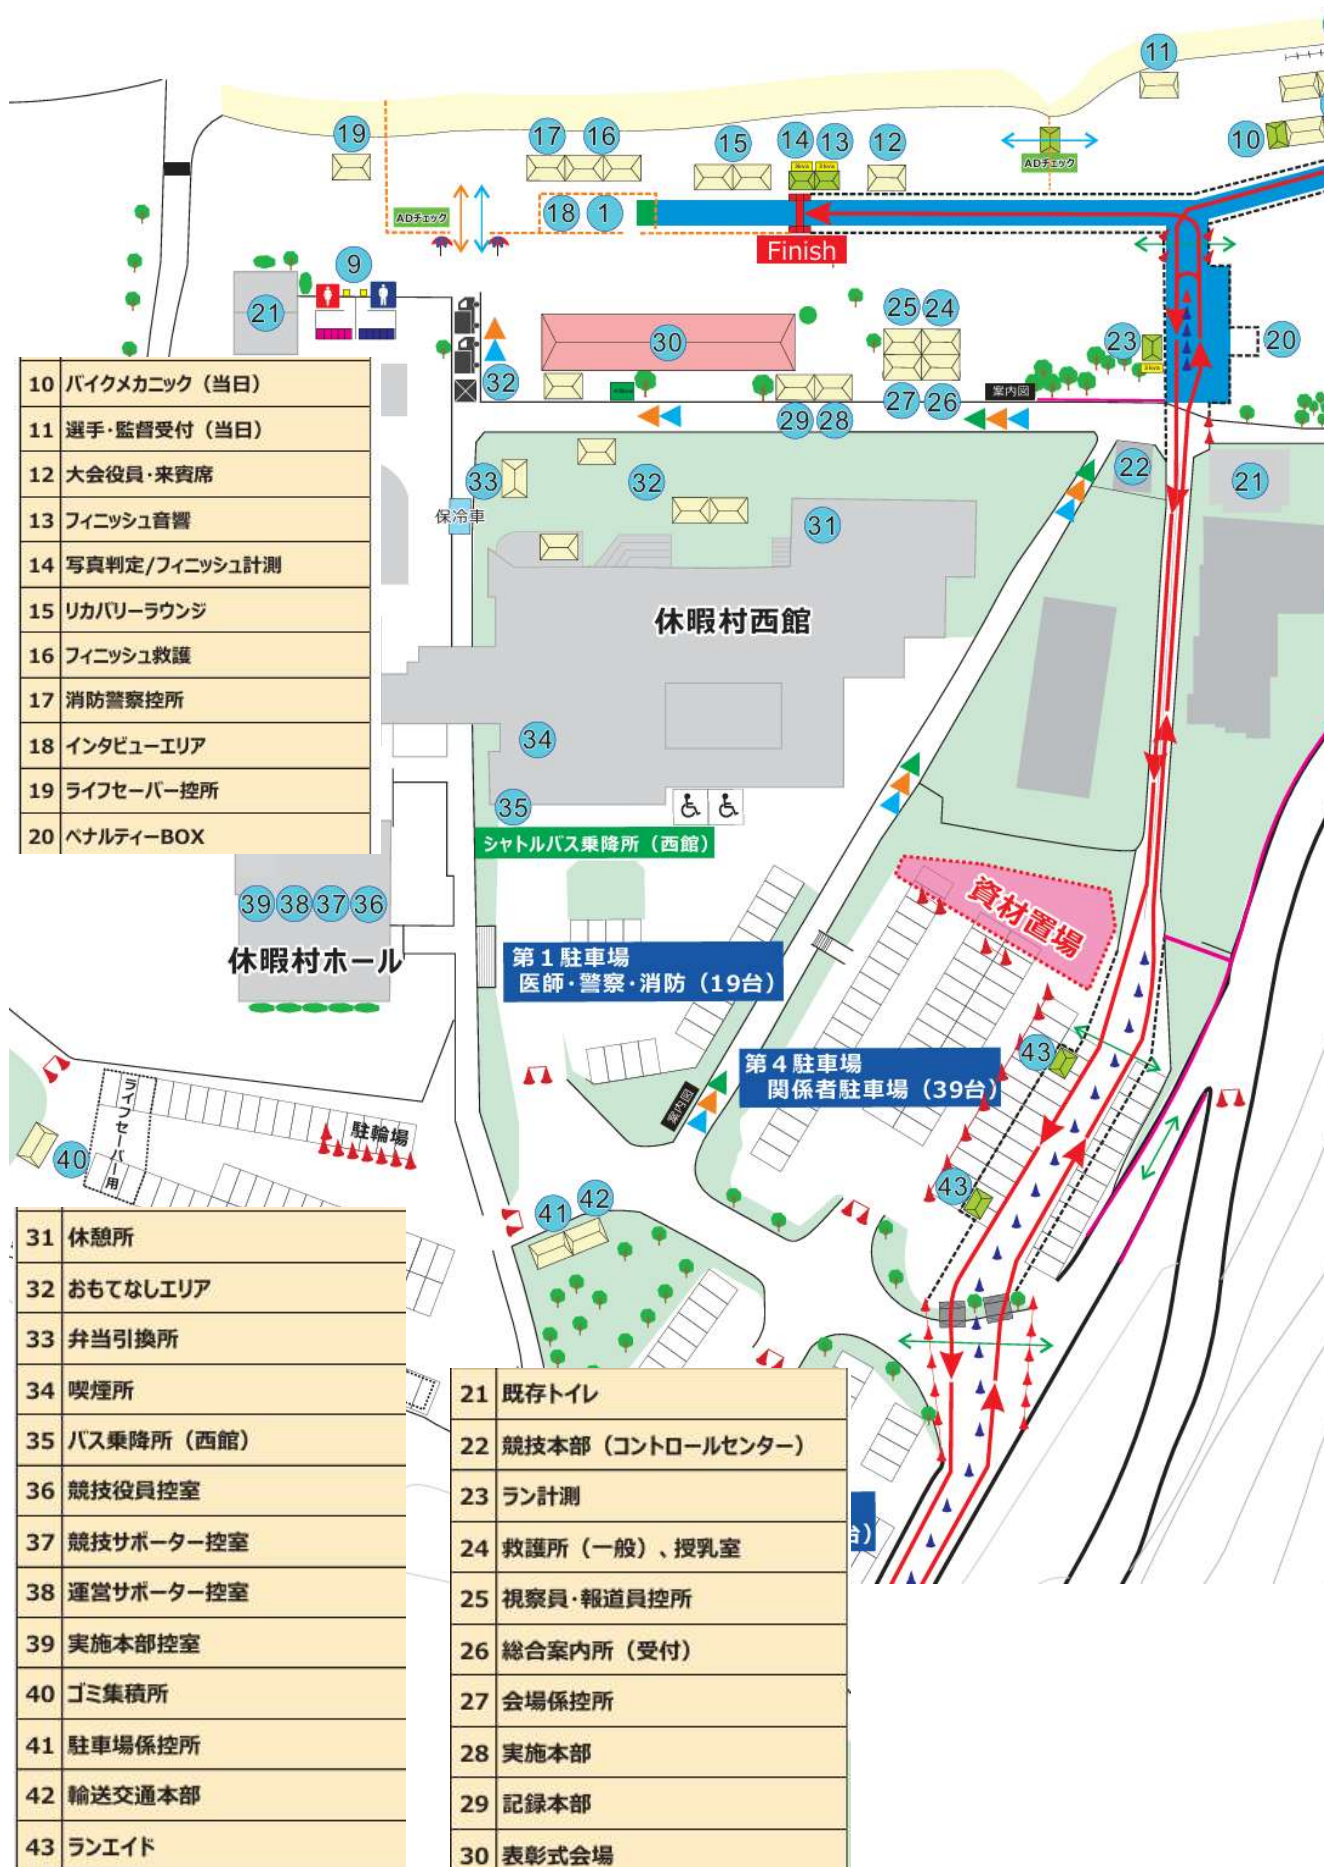 11
10
19
17
16
15
14
13
12
ADチェック
ADチェック
18
1
Finish
9
21
25
24
23
20
30
32
27
26
案内図
29
28
33
32
22
21
保冷車
31
休暇村西館
34
35
シャトルバス乗降所（西館）
39
38
37
36
休暇村ホール
第１駐車場
医師・警察・消防（19台）
資材置場
第４駐車場
関係者駐車場（39台）
43
案内図
ライフセーバー用
駐輪場
40
43
41
42
台）
10 バイクメカニック（当日）
11 選手・監督受付（当日）
12 大会役員・来賓席
13 フィニッシュ音響
14 写真判定/フィニッシュ計測
15 リカバリーラウンジ
16 フィニッシュ救護
17 消防警察控所
18 インタビューエリア
19 ライフセーバー控所
20 ペナルティーBOX
31 休憩所
32 おもてなしエリア
33 弁当引換所
34 喫煙所
35 バス乗降所（西館）
36 競技役員控室
37 競技サポーター控室
38 運営サポーター控室
39 実施本部控室
40 ゴミ集積所
41 駐車場係控所
42 輸送交通本部
43 ランエイド
21 既存トイレ
22 競技本部（コントロールセンター）
23 ラン計測
24 救護所（一般）、授乳室
25 視察員・報道員控所
26 総合案内所（受付）
27 会場係控所
28 実施本部
29 記録本部
30 表彰式会場